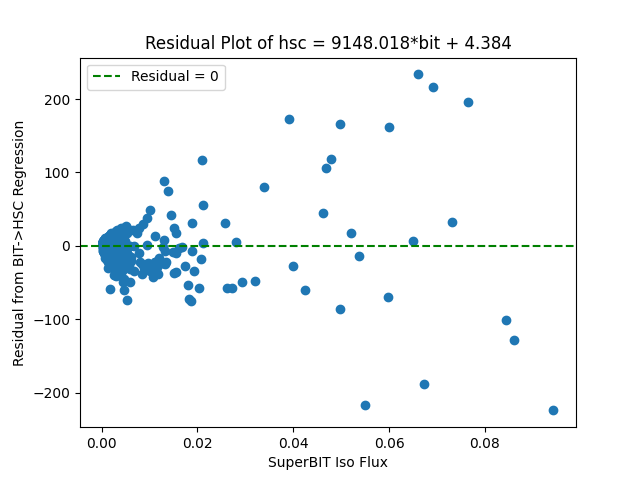 Residual Plot of hsc = 9148.018*bit + 4.384
Residual = 0
Residual from BIT->HSC Regression
200
100
0
−100
−200
0.00 0.02 0.04 0.06 0.08
SuperBIT Iso Flux